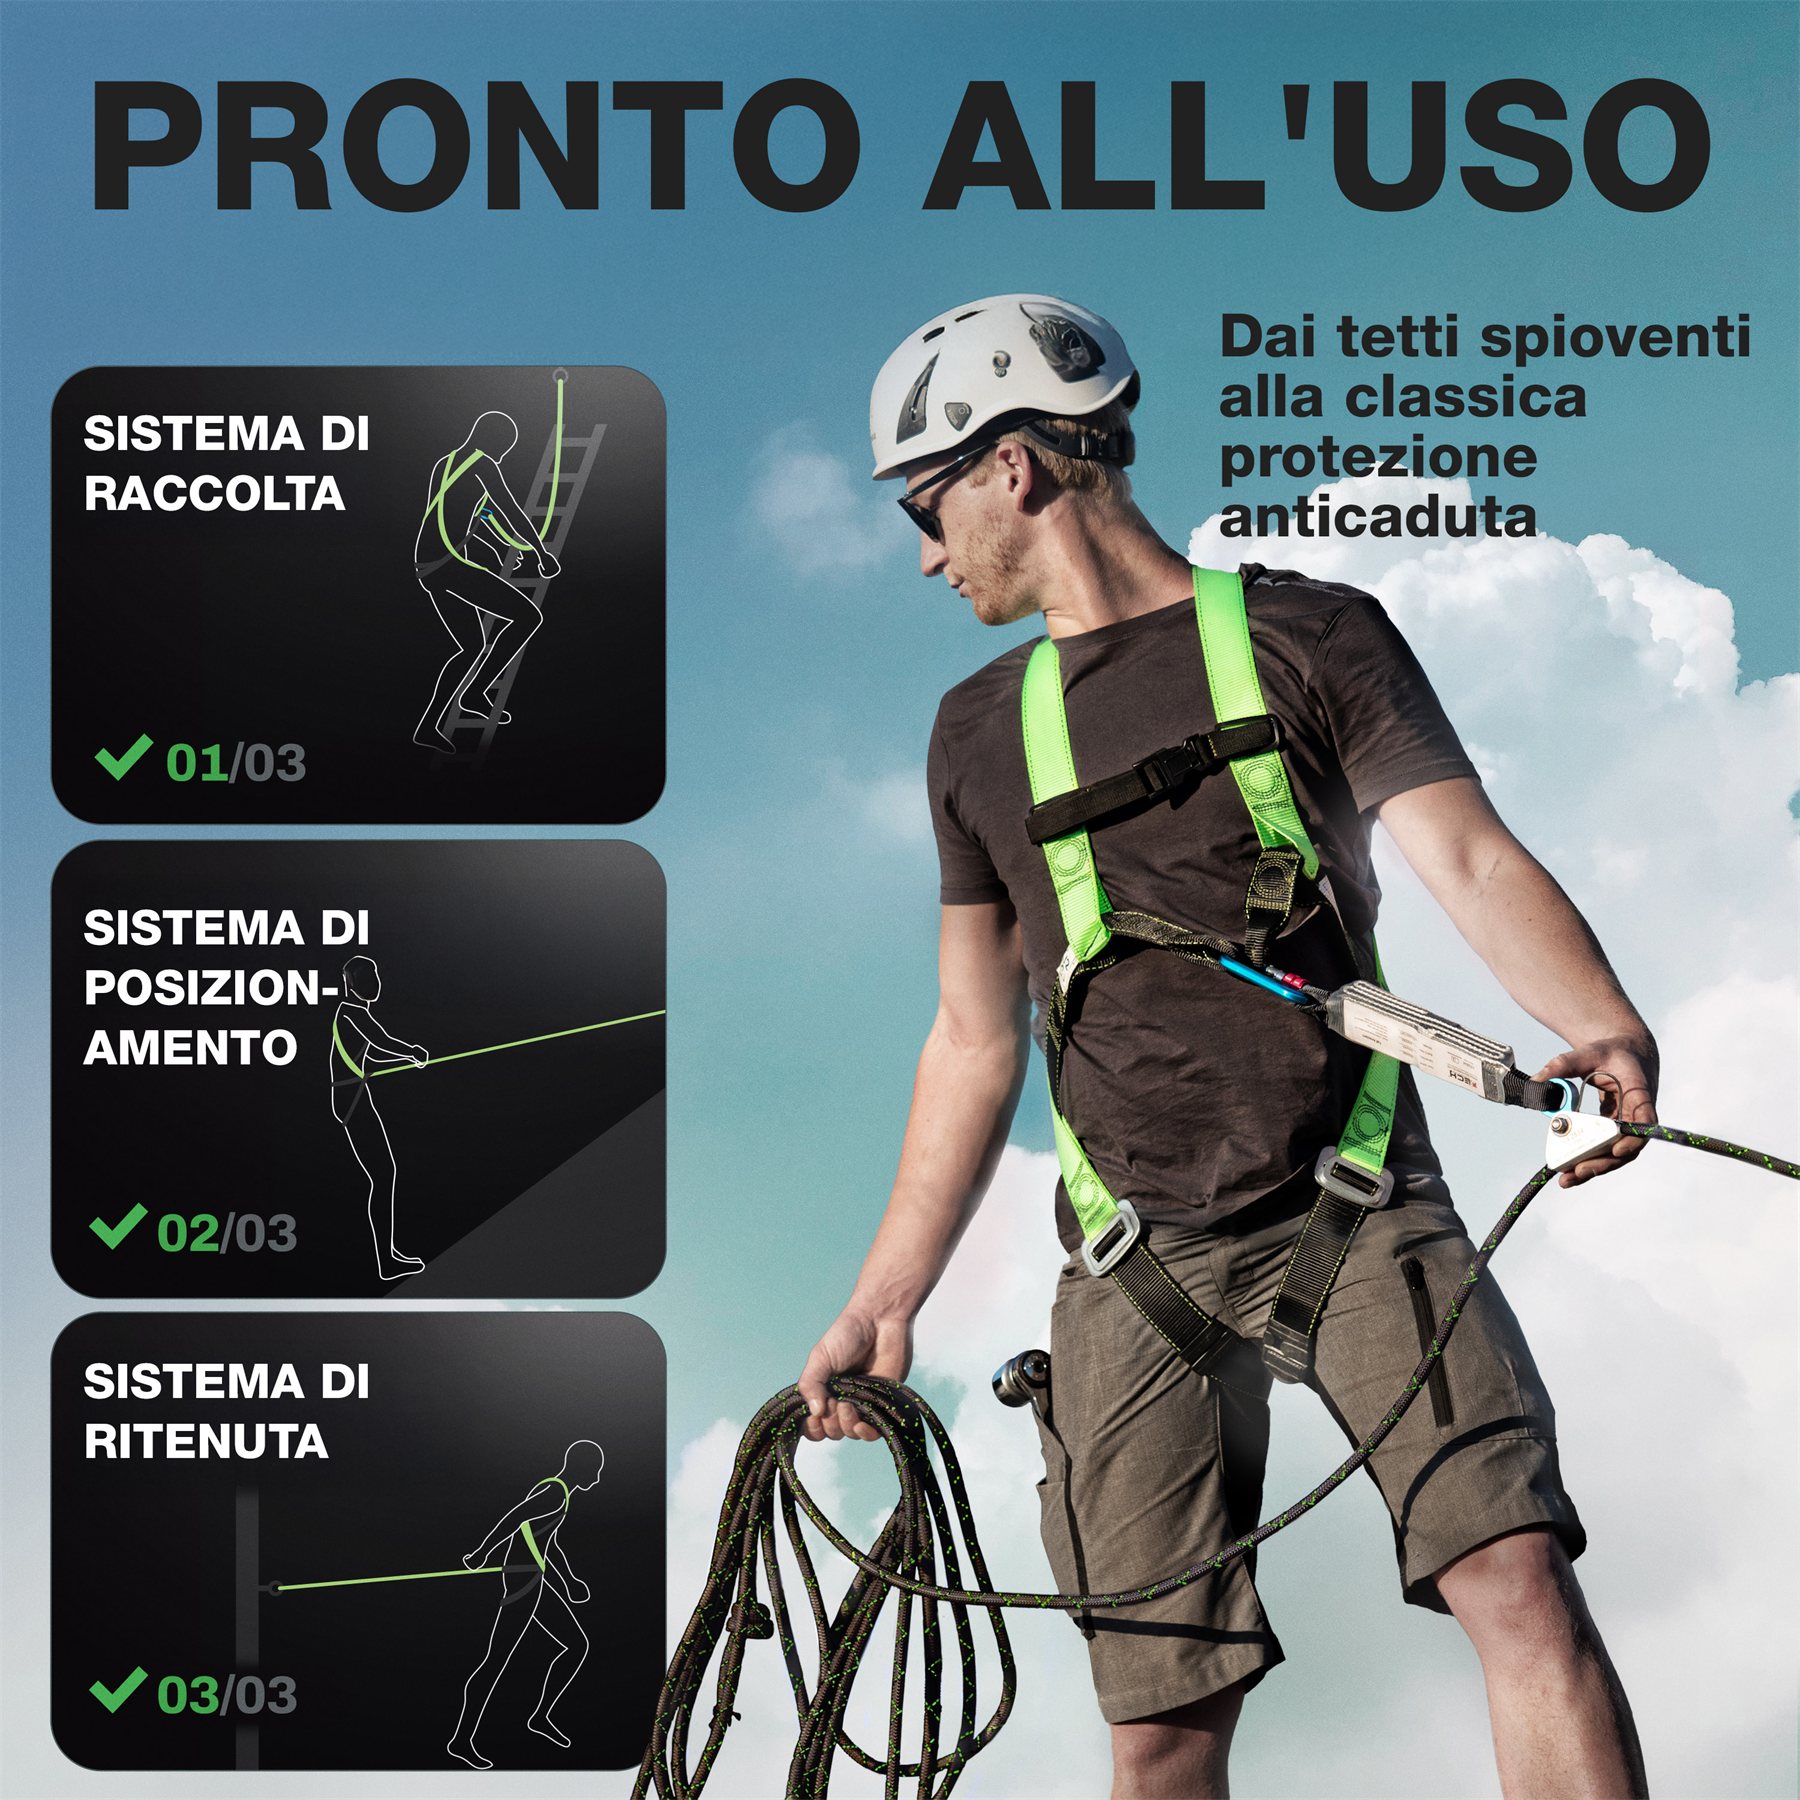 PRONTO ALL'USO
Dai tetti spioventi
alla classica
protezione
anticaduta
SISTEMA DI
RACCOLTA
01/03
SISTEMA DI
POSIZION-
AMENTO
02/03
SISTEMA DI
RITENUTA
03/03